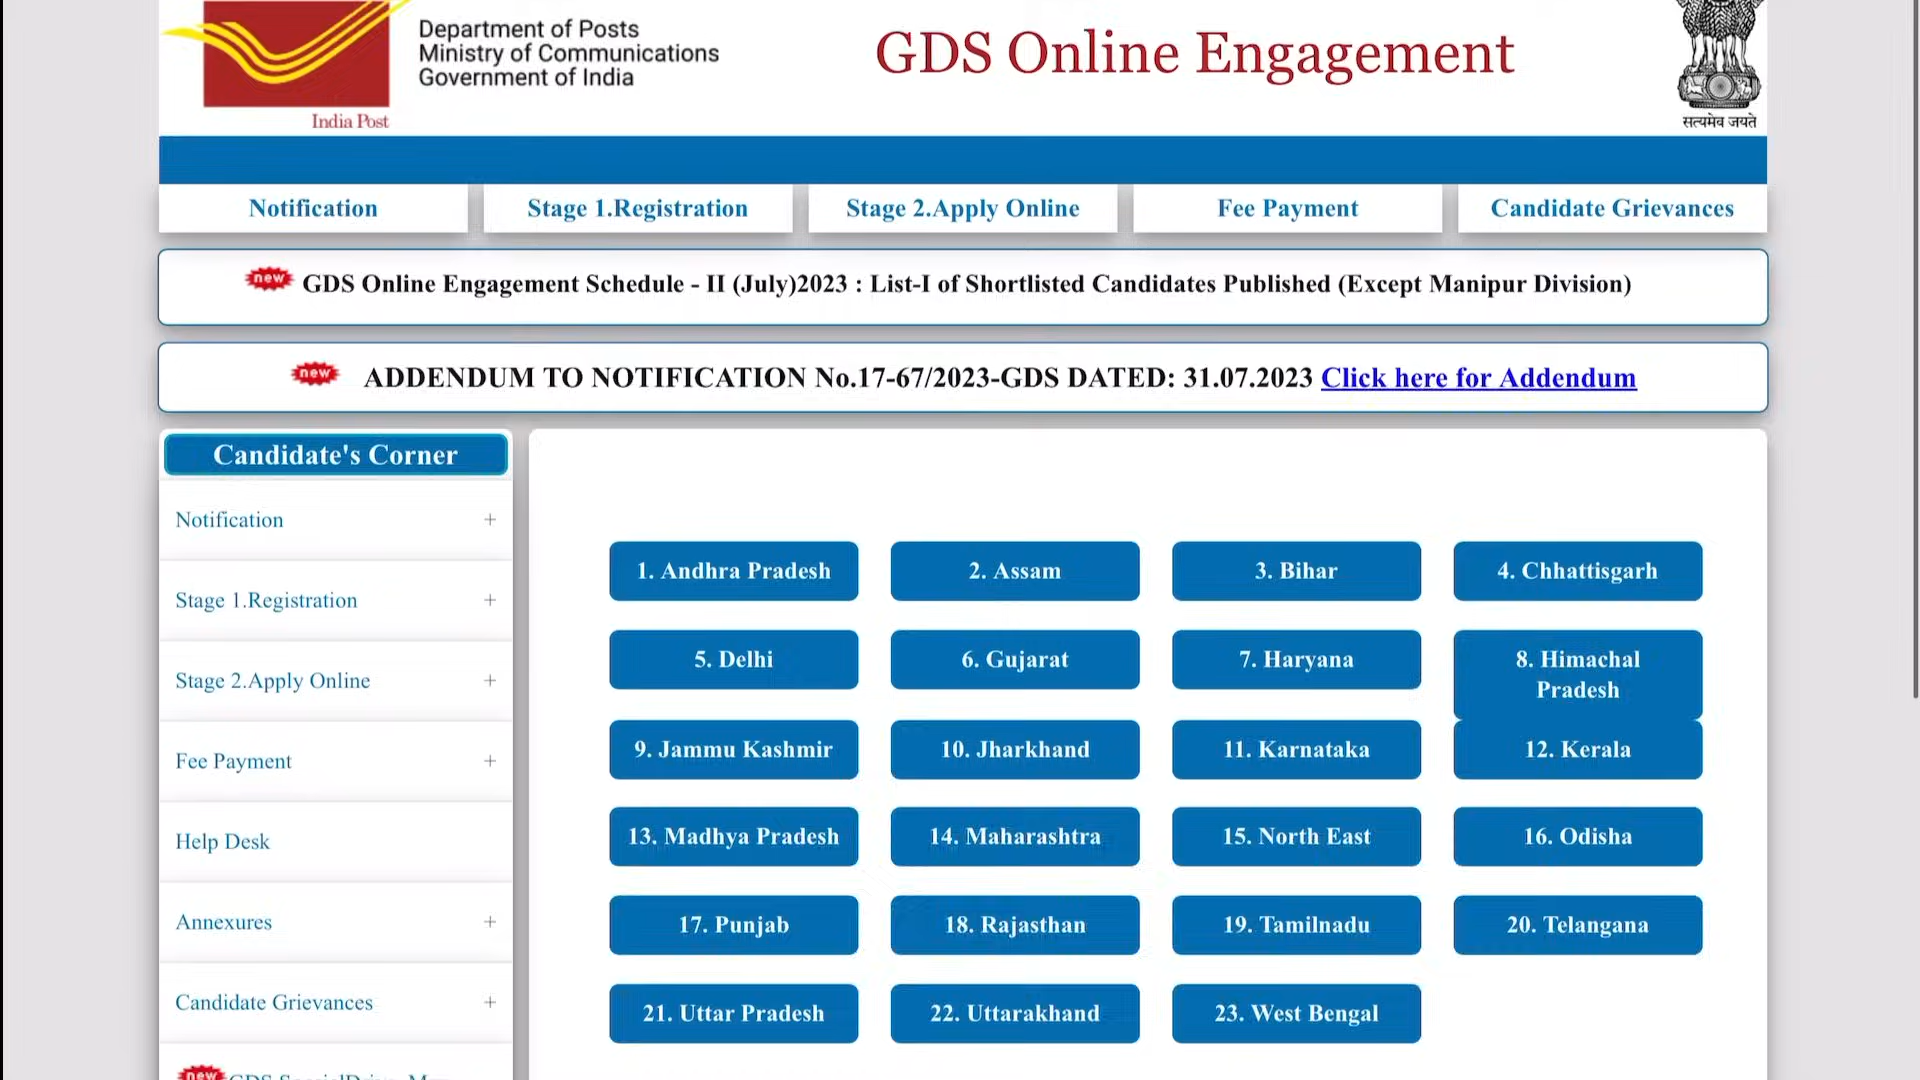 Department of Posts
Ministry of Communications
Government of India
India Post
GDS Online Engagement
सत्यमेव जयते
Notification
Stage 1.Registration
Stage 2.Apply Online
Fee Payment
Candidate Grievances
new GDS Online Engagement Schedule - II (July)2023 : List-I of Shortlisted Candidates Published (Except Manipur Division)
new ADDENDUM TO NOTIFICATION No.17-67/2023-GDS DATED: 31.07.2023 Click here for Addendum
Candidate's Corner
Notification +
Stage 1.Registration +
Stage 2.Apply Online +
Fee Payment +
Help Desk
Annexures +
Candidate Grievances +
new GDS SpecialDrive
1. Andhra Pradesh
2. Assam
3. Bihar
4. Chhattisgarh
5. Delhi
6. Gujarat
7. Haryana
8. Himachal
Pradesh
9. Jammu Kashmir
10. Jharkhand
11. Karnataka
12. Kerala
13. Madhya Pradesh
14. Maharashtra
15. North East
16. Odisha
17. Punjab
18. Rajasthan
19. Tamilnadu
20. Telangana
21. Uttar Pradesh
22. Uttarakhand
23. West Bengal